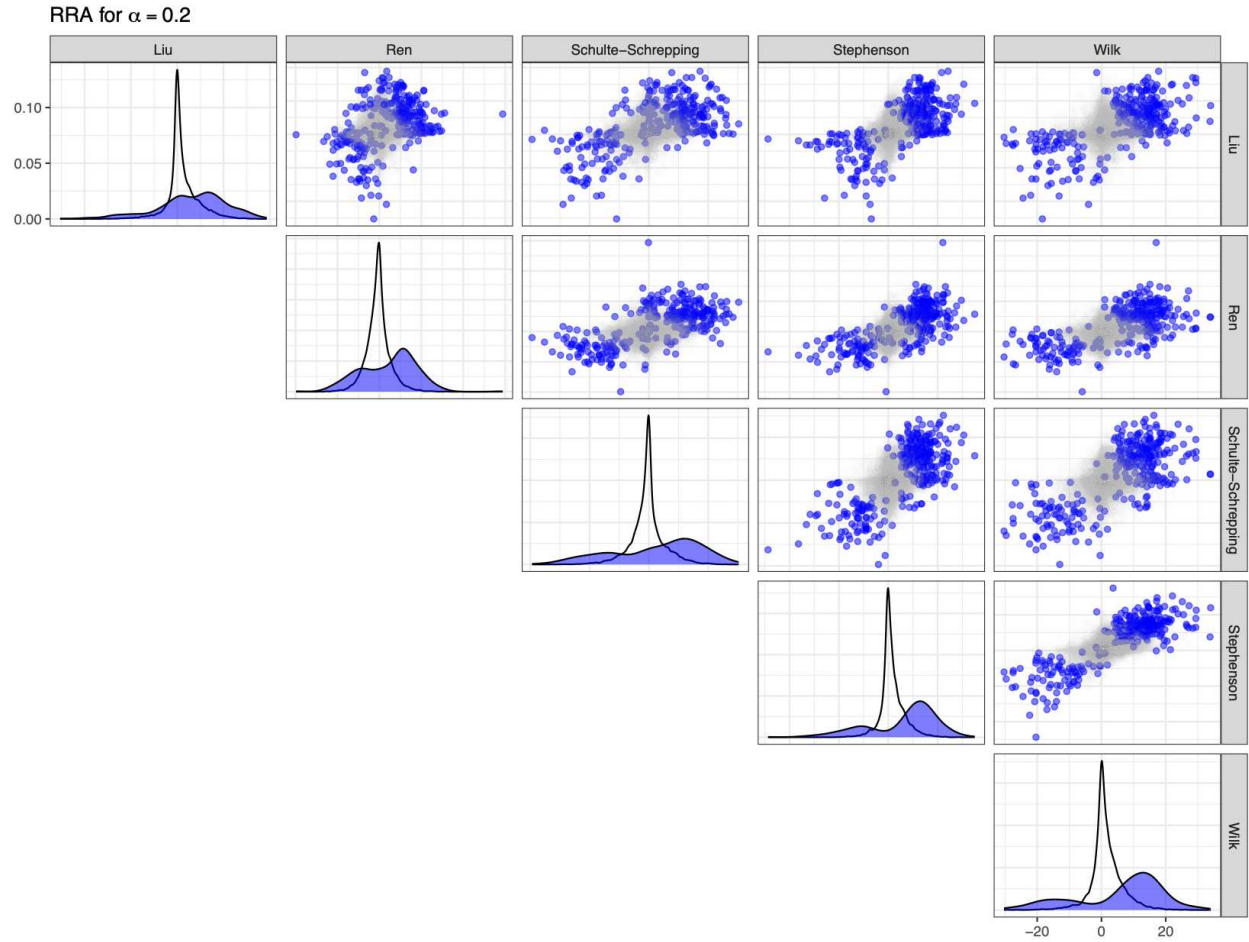 RRA for α = 0.2
Liu
Ren
Schulte−Schrepping
Stephenson
Wilk
0.10
0.05
0.00
Liu
Ren
Schulte−Schrepping
Stephenson
Wilk
−20
0
20